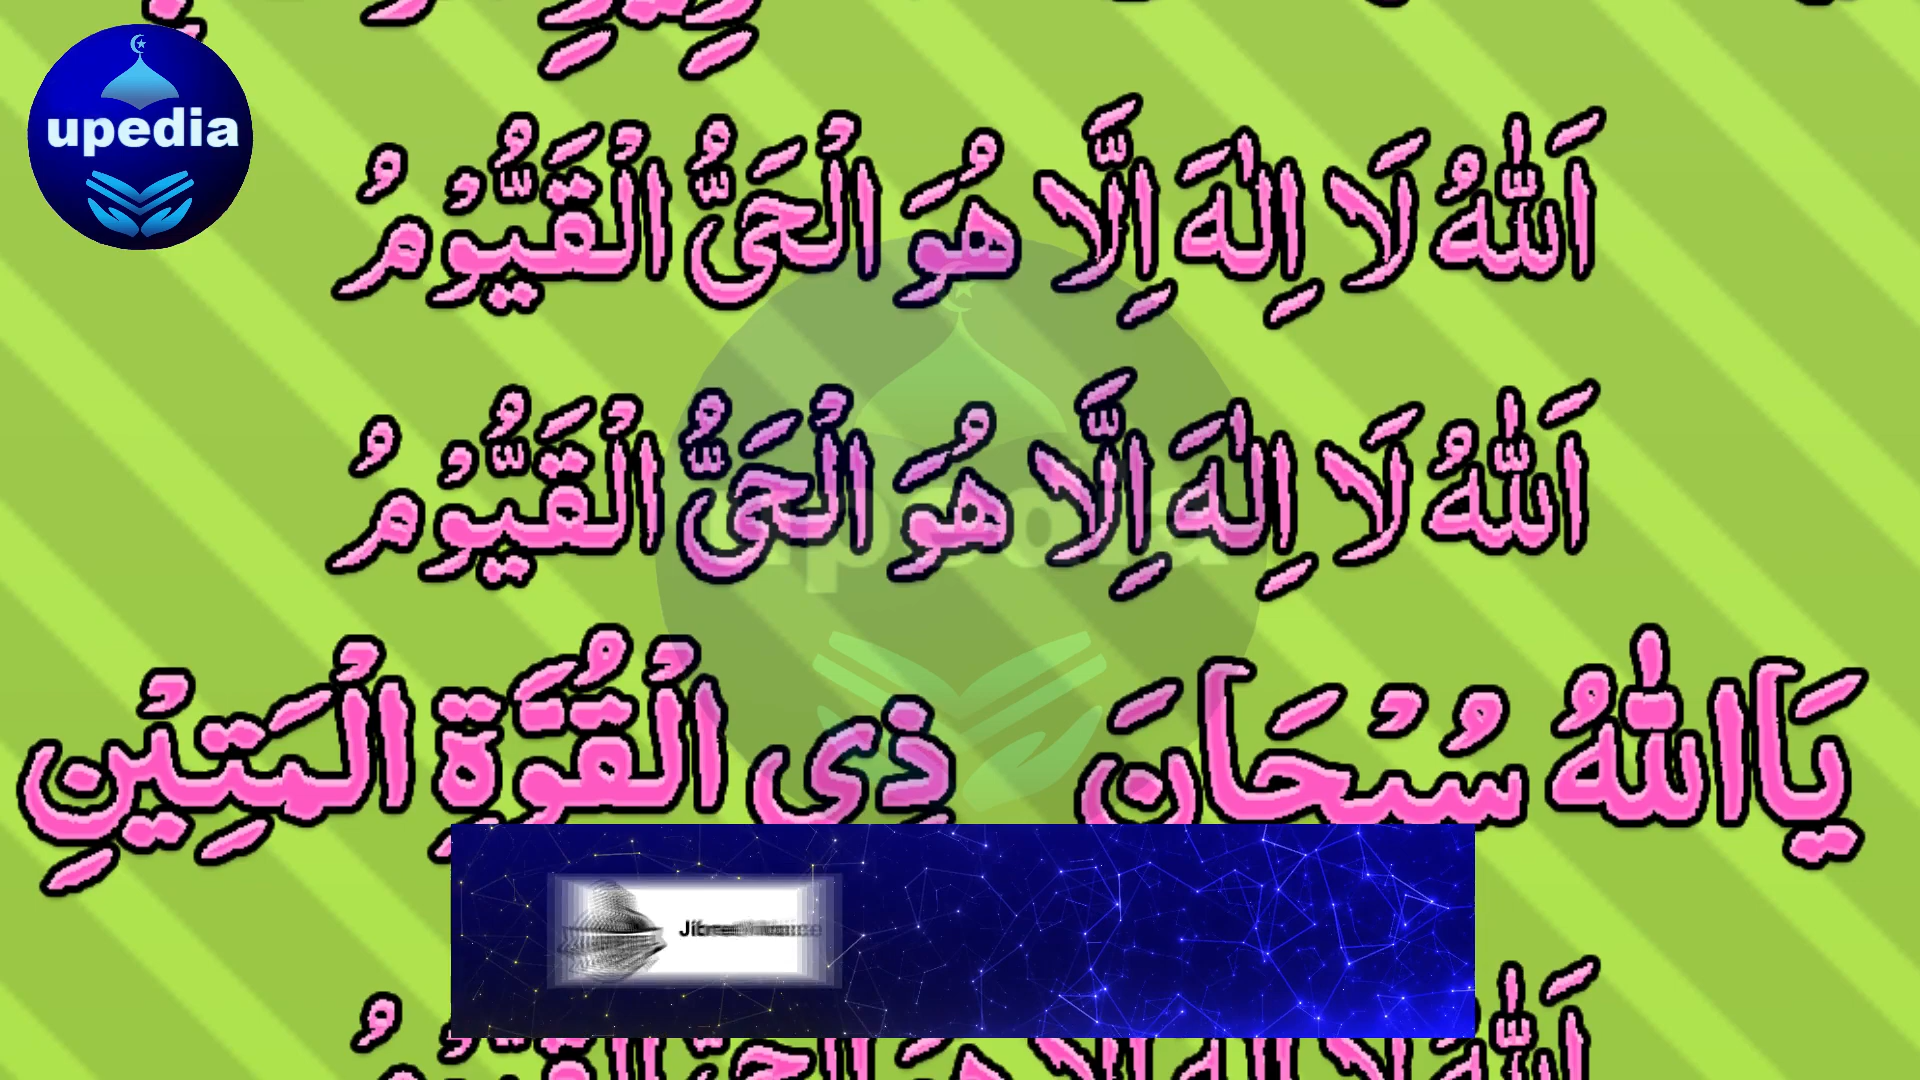 upedia
اَللّٰهُ لَا اِلٰهَ اِلَّا هُوَ الْحَیُّ الْقَيُّوْمُ
اَللّٰهُ لَا اِلٰهَ اِلَّا هُوَ الْحَیُّ الْقَيُّوْمُ
يَااللّٰهُ سُبْحَانَ ذِی الْقُوَّةِ الْمَتِيْنِ